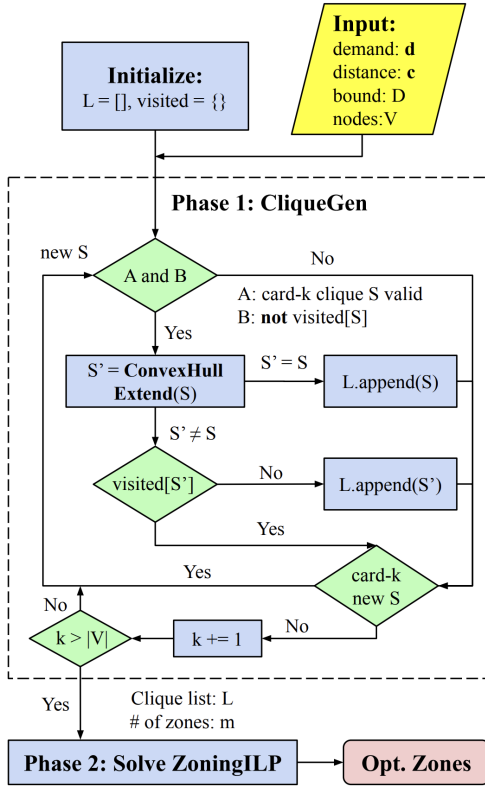 Initialize:
L = [], visited = {}
Input:
demand: d
distance: c
bound: D
nodes:V
Phase 1: CliqueGen
new S
A and B
No
A: card-k clique S valid
B: not visited[S]
Yes
S' = ConvexHull
Extend(S)
S' = S
L.append(S)
S' ≠ S
visited[S']
No
L.append(S')
Yes
card-k
new S
Yes
No
k > |V|
k += 1
No
Yes
Clique list: L
# of zones: m
Phase 2: Solve ZoningILP
Opt. Zones